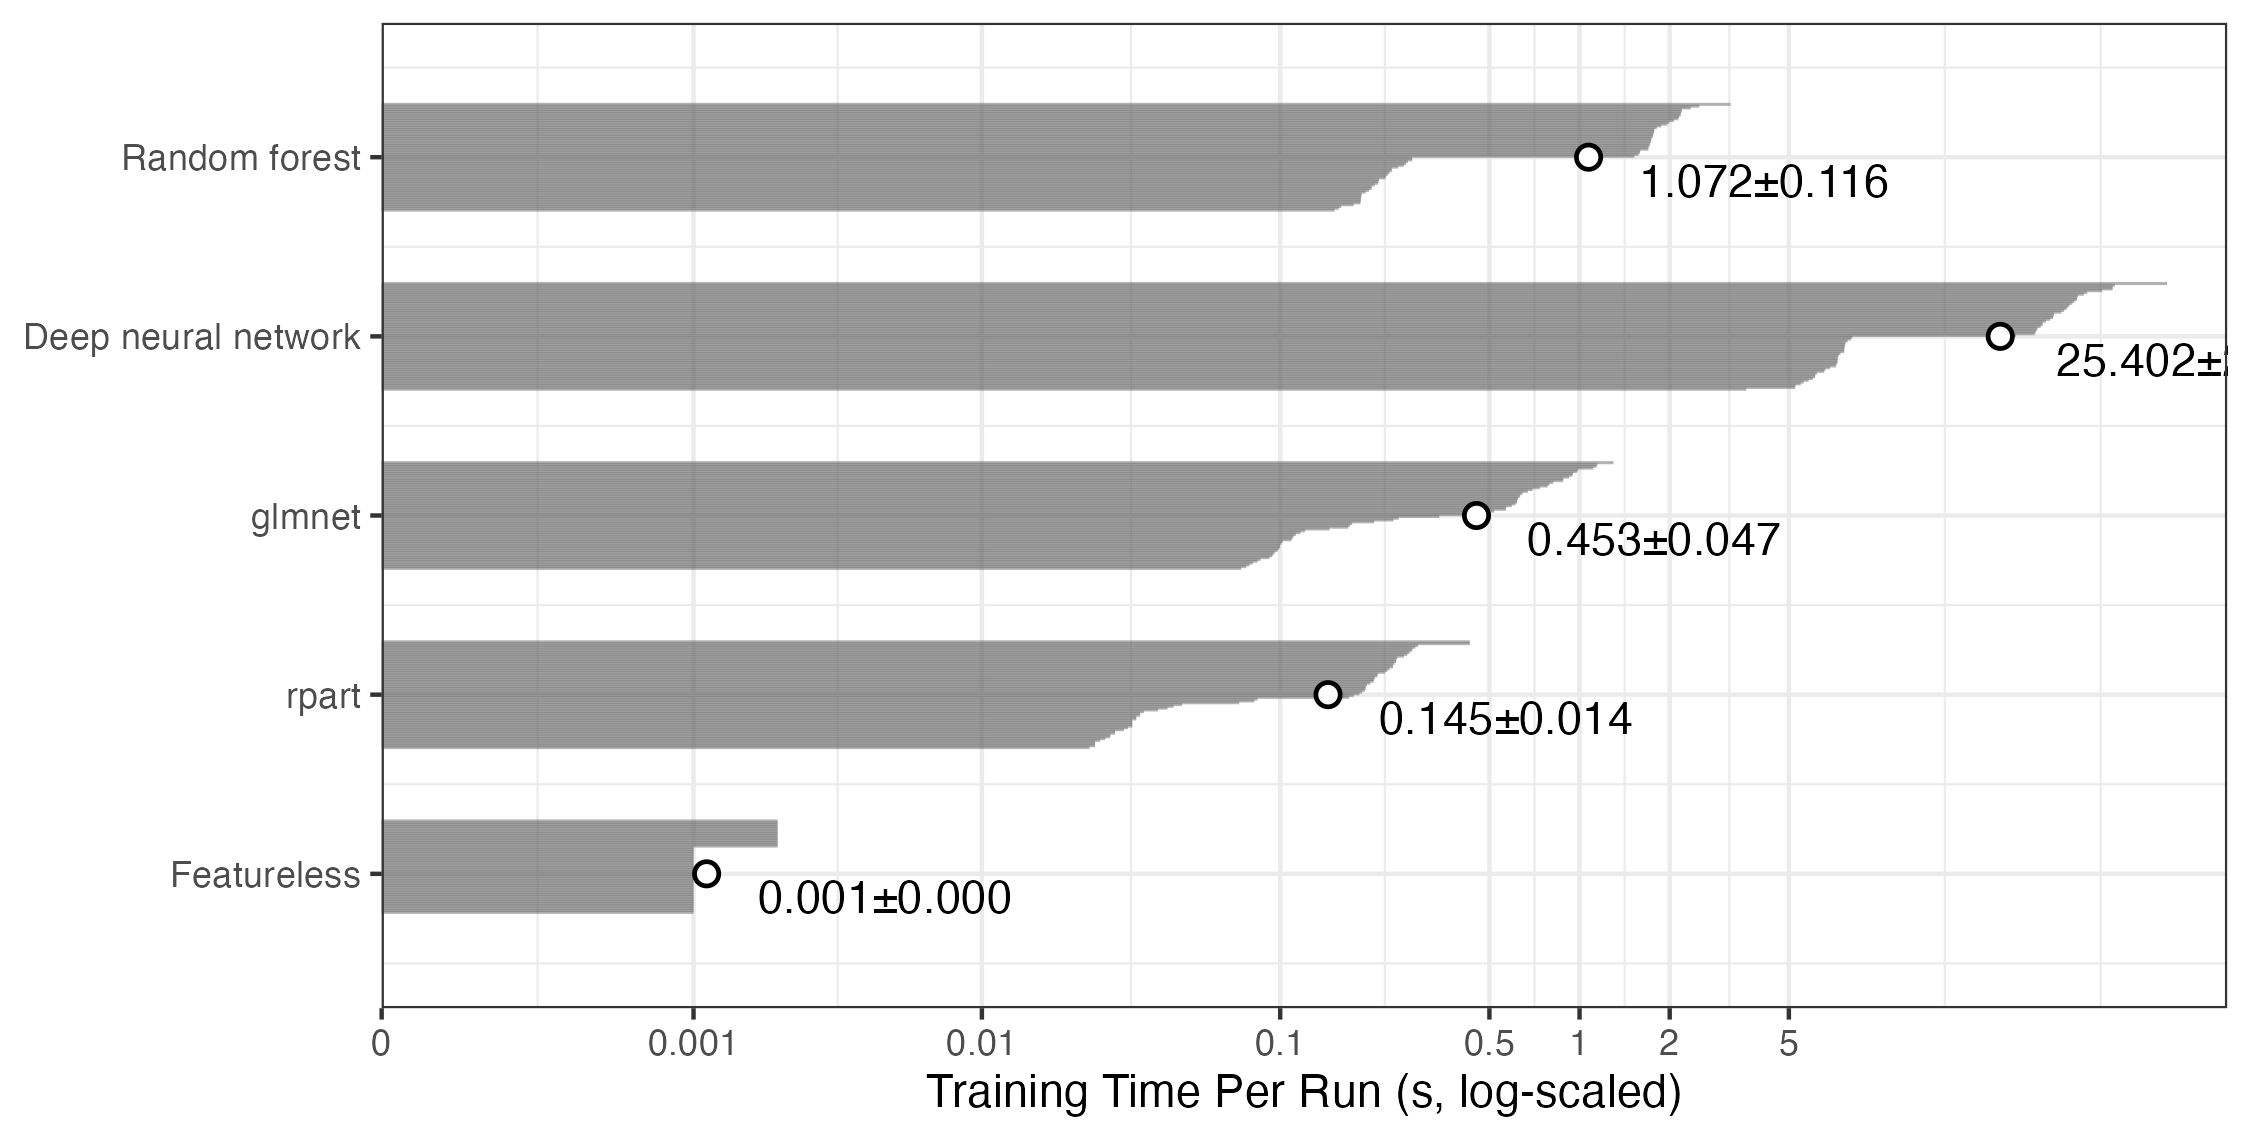 Random forest
1.072±0.116
Deep neural network
25.402±
glmnet
0.453±0.047
rpart
0.145±0.014
Featureless
0.001±0.000
0 0.001 0.01 0.1 0.5 1 2 5
Training Time Per Run (s, log-scaled)